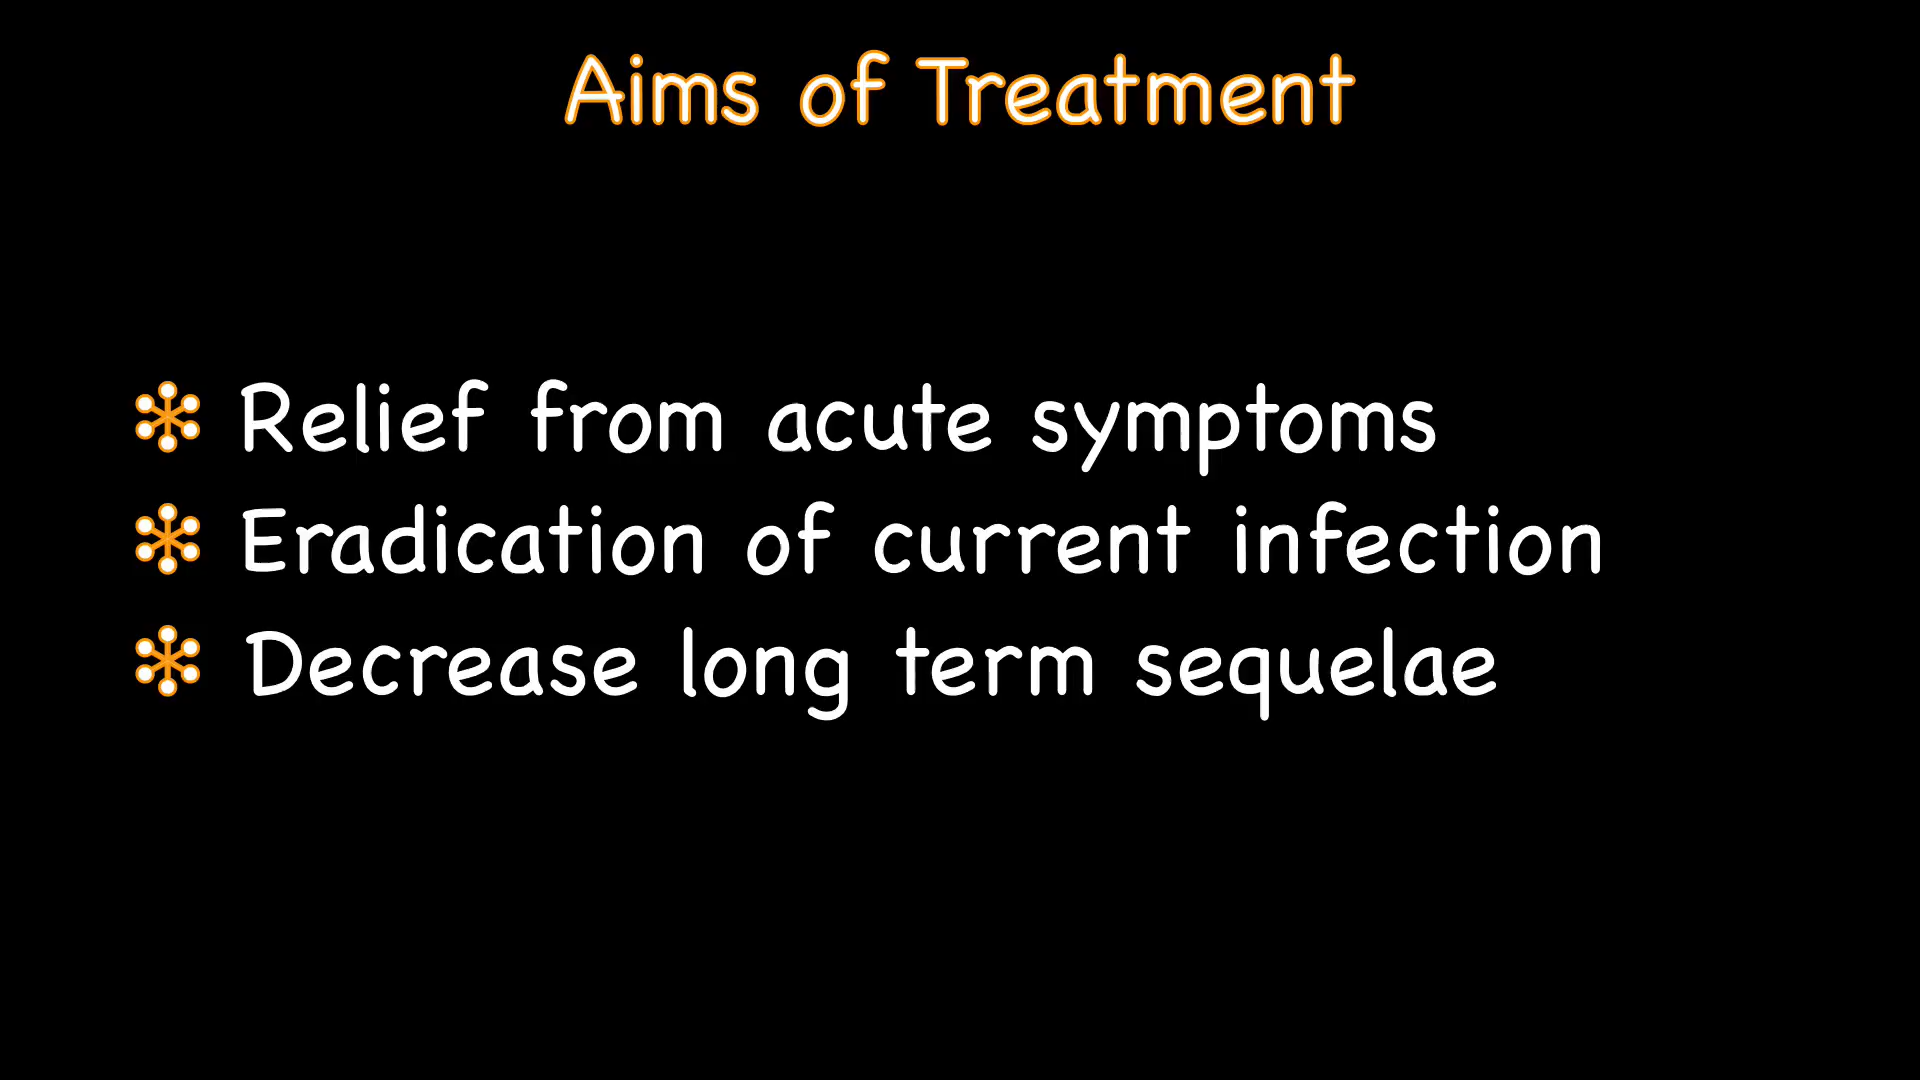 Aims of Treatment
Relief from acute symptoms
Eradication of current infection
Decrease long term sequelae